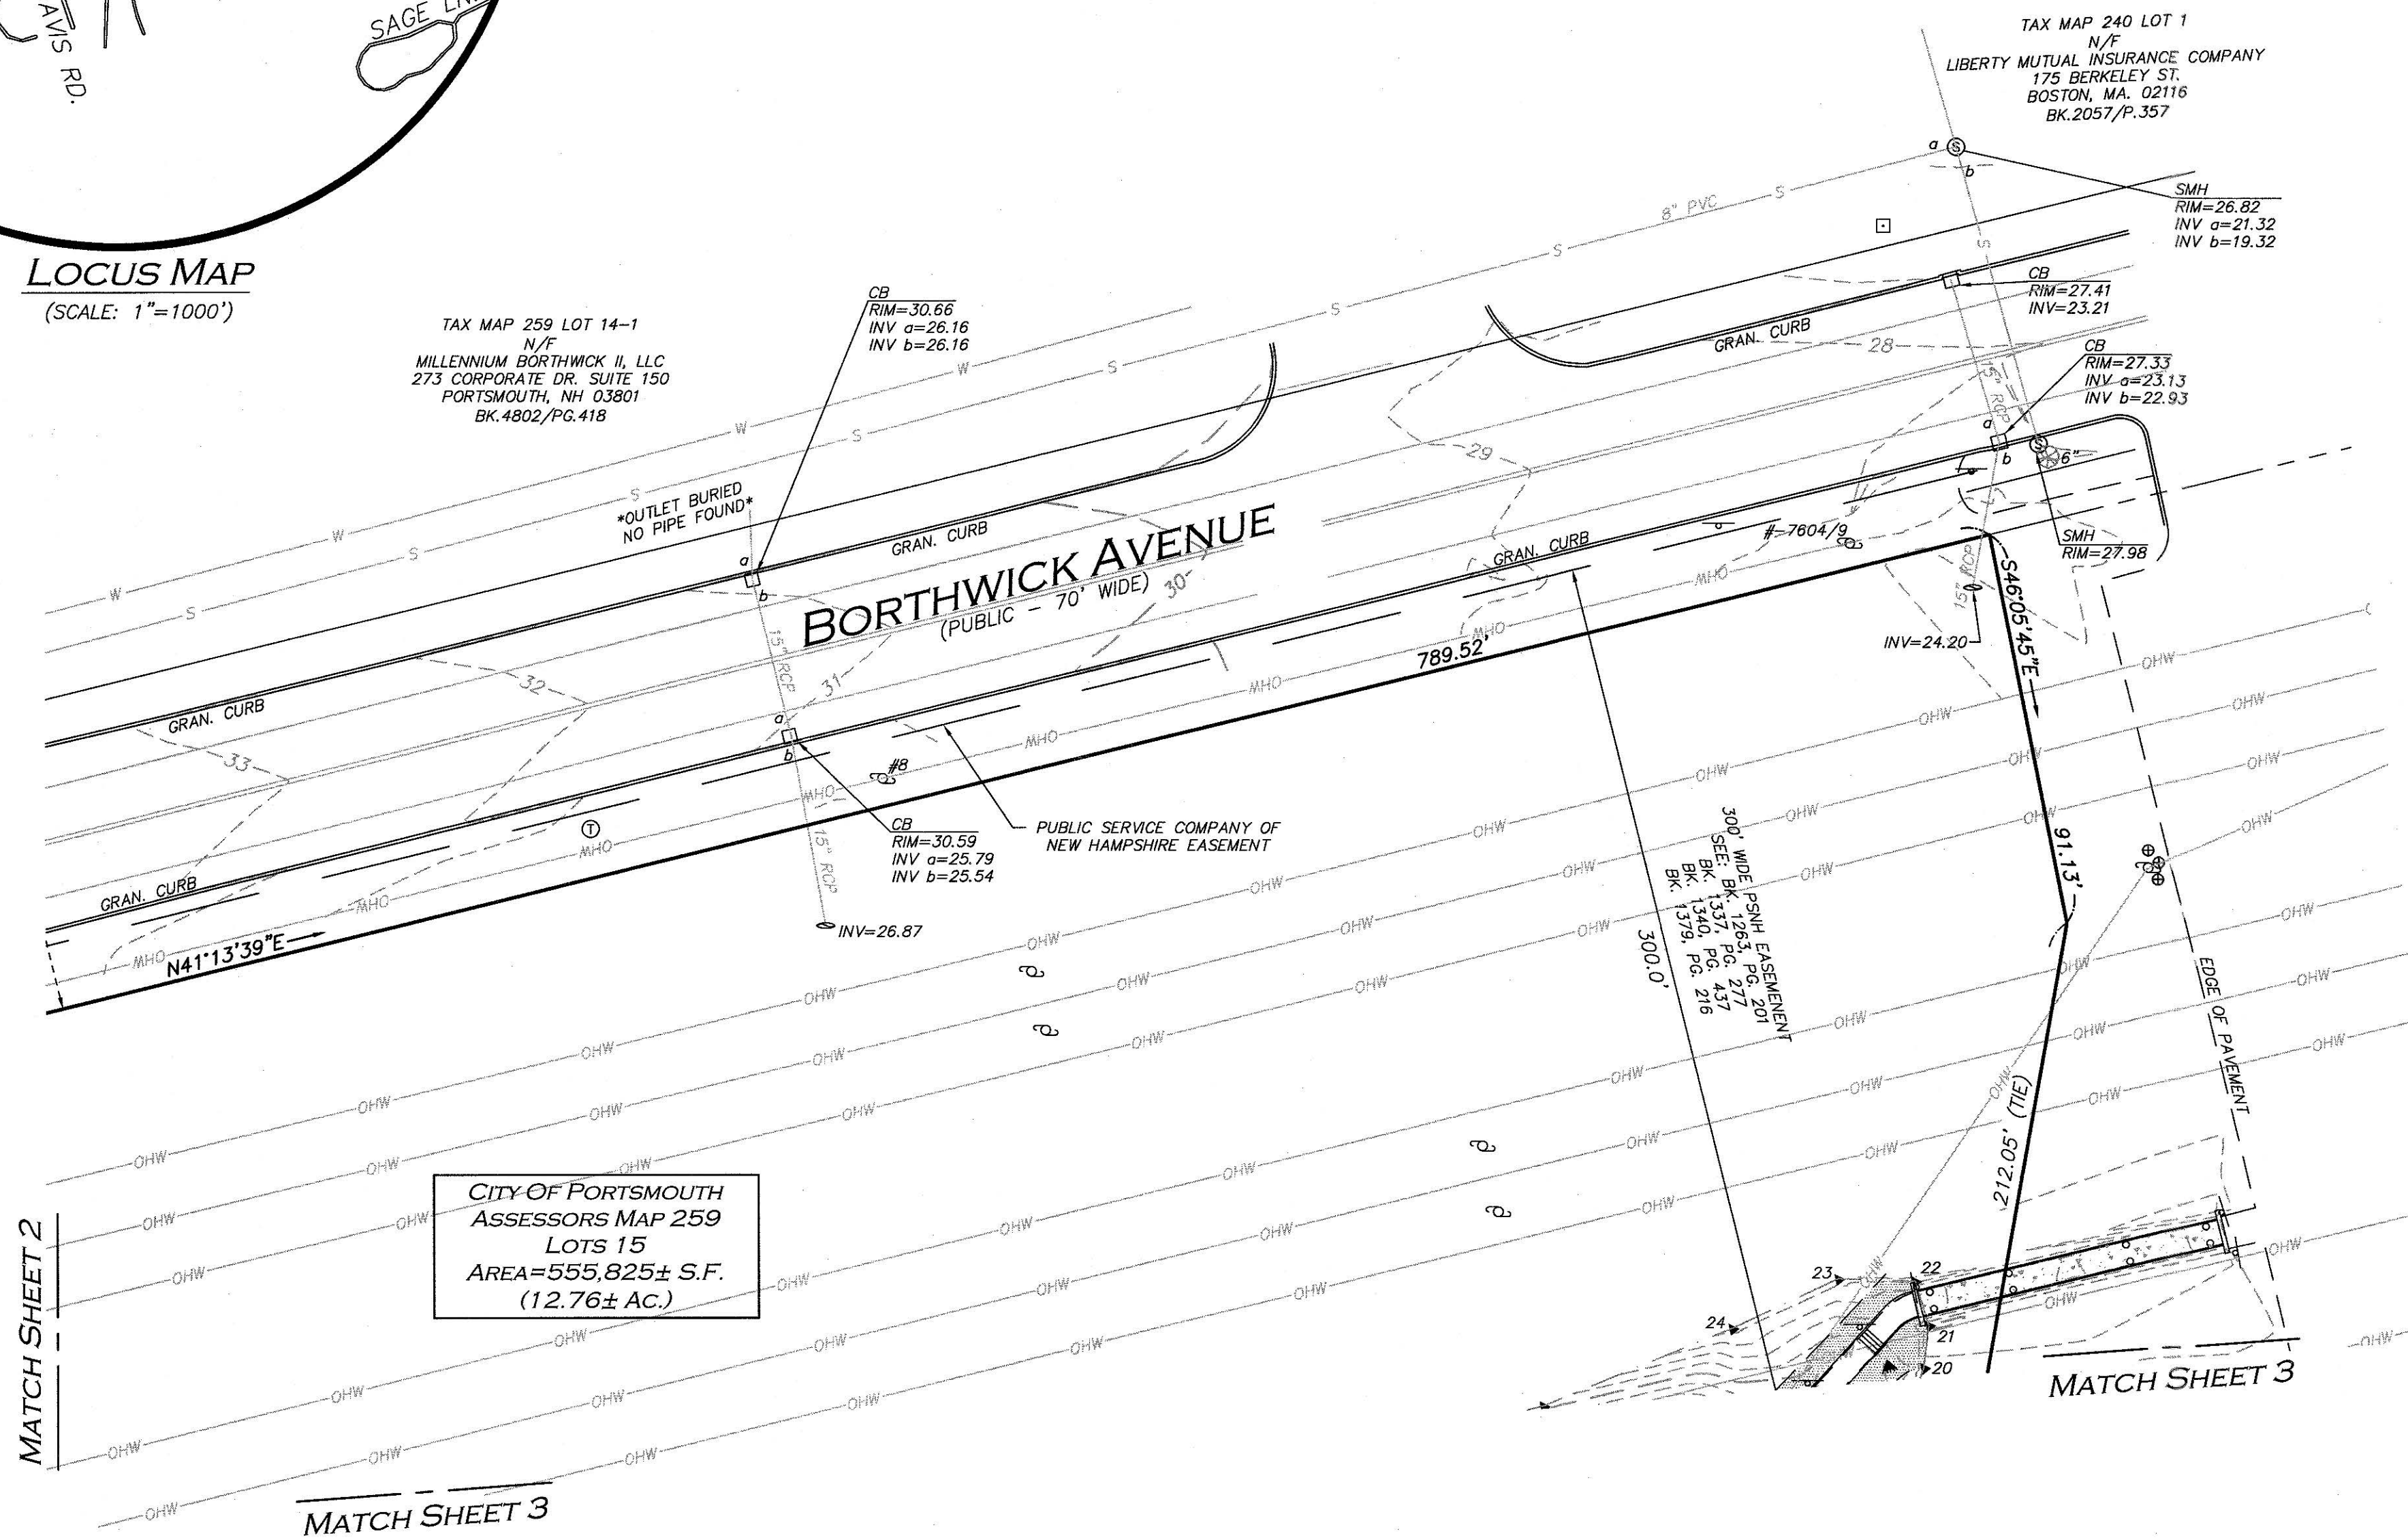 AVIS RD.
SAGE LN.
LOCUS MAP
(SCALE: 1"=1000')
TAX MAP 240 LOT 1
N/F
LIBERTY MUTUAL INSURANCE COMPANY
175 BERKELEY ST.
BOSTON, MA. 02116
BK.2057/P.357
a
S
b
SMH
RIM=26.82
INV a=21.32
INV b=19.32
8" PVC
CB
RIM=27.41
INV=23.21
CB
RIM=27.33
INV a=23.13
INV b=22.93
TAX MAP 259 LOT 14-1
N/F
MILLENNIUM BORTHWICK II, LLC
273 CORPORATE DR. SUITE 150
PORTSMOUTH, NH 03801
BK.4802/PG.418
CB
RIM=30.66
INV a=26.16
INV b=26.16
*OUTLET BURIED
NO PIPE FOUND*
GRAN. CURB
GRAN. CURB
GRAN. CURB
GRAN. CURB
GRAN. CURB
28
29
30
31
32
33
15" RCP
15" RCP
15" RCP
15" RCP
a
b
a
b
a
b
6"
BORTHWICK AVENUE
(PUBLIC - 70' WIDE)
#-7604/9
SMH
RIM=27.98
INV=24.20
S46°05'45"E
91.13'
789.52'
N41°13'39"E
#8
T
CB
RIM=30.59
INV a=25.79
INV b=25.54
PUBLIC SERVICE COMPANY OF
NEW HAMPSHIRE EASEMENT
INV=26.87
300' WIDE PSNH EASEMENENT
SEE: BK. 1263, PG. 201
BK. 1337, PG. 277
BK. 1340, PG. 437
BK. 1379, PG. 216
300.0'
EDGE OF PAVEMENT
212.05' (TIE)
W
S
OHW
CITY OF PORTSMOUTH
ASSESSORS MAP 259
LOTS 15
AREA=555,825± S.F.
(12.76± AC.)
23
22
24
21
20
MATCH SHEET 2
MATCH SHEET 3
MATCH SHEET 3